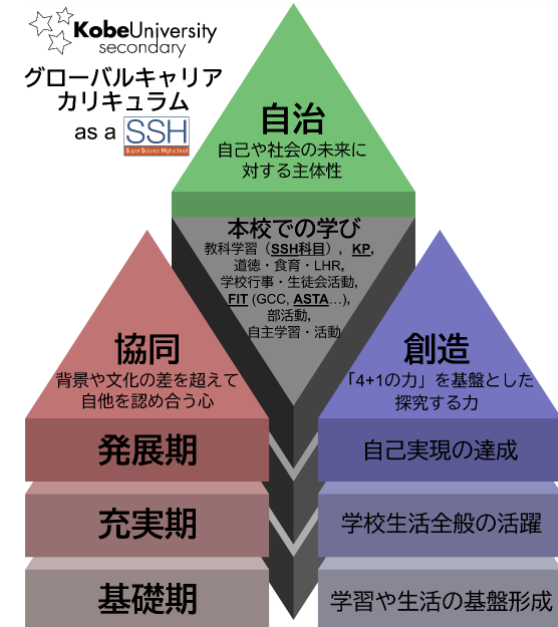 KobeUniversity
secondary
グローバルキャリア
カリキュラム
as a SSH
Super Science Highschool
自治
自己や社会の未来に
対する主体性
本校での学び
教科学習（SSH科目）, KP,
道徳・食育・LHR,
学校行事・生徒会活動,
FIT (GCC, ASTA…),
部活動,
自主学習・活動
協同
背景や文化の差を超えて
自他を認め合う心
創造
「4+1の力」を基盤とした
探究する力
発展期
自己実現の達成
充実期
学校生活全般の活躍
基礎期
学習や生活の基盤形成